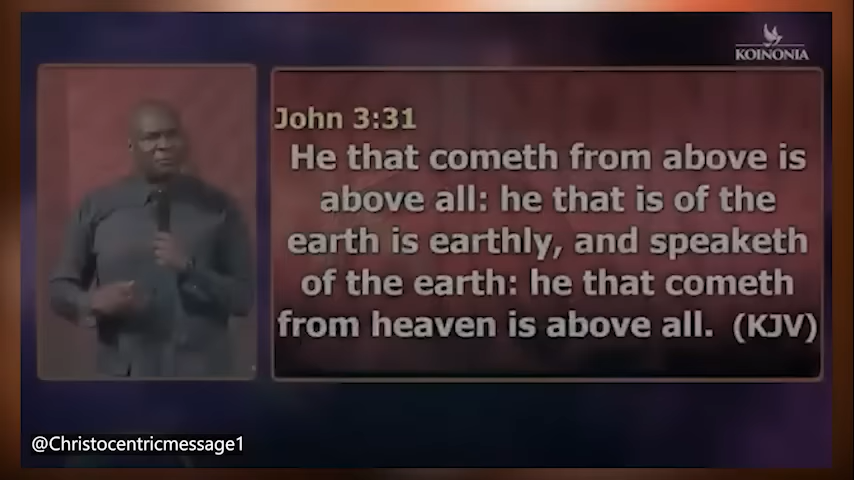 KOINONIA
John 3:31
He that cometh from above is
above all: he that is of the
earth is earthly, and speaketh
of the earth: he that cometh
from heaven is above all. (KJV)
@Christocentricmessage1